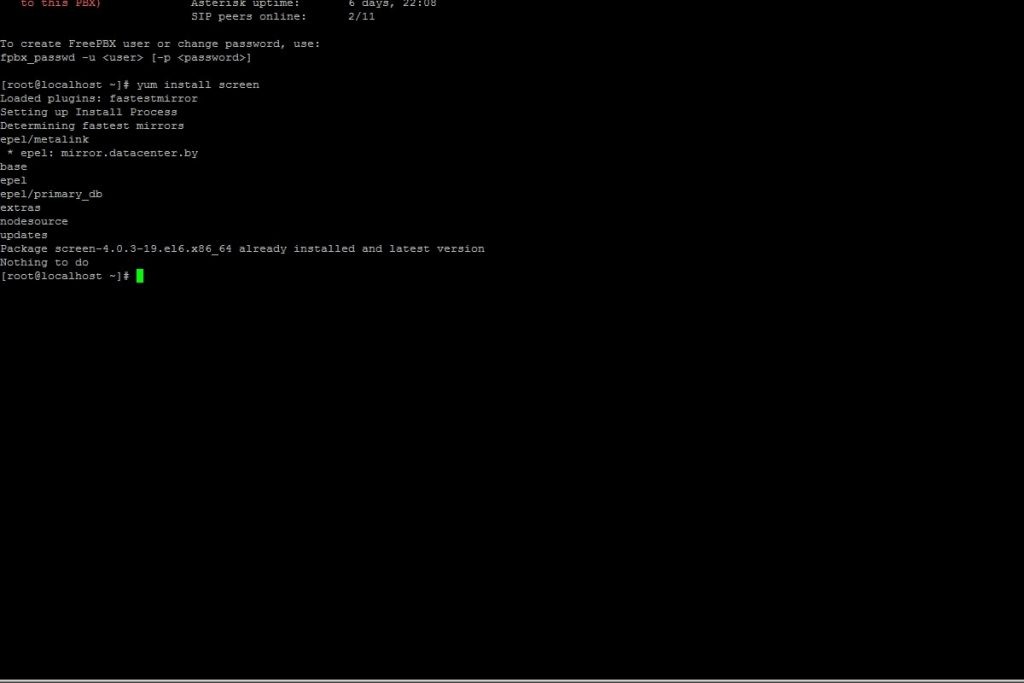 to this PBX) Asterisk uptime: 6 days, 22:08
SIP peers online: 2/11
To create FreePBX user or change password, use:
fpbx_passwd -u <user> [-p <password>]
[root@localhost ~]# yum install screen
Loaded plugins: fastestmirror
Setting up Install Process
Determining fastest mirrors
epel/metalink
* epel: mirror.datacenter.by
base
epel
epel/primary_db
extras
nodesource
updates
Package screen-4.0.3-19.el6.x86_64 already installed and latest version
Nothing to do
[root@localhost ~]#